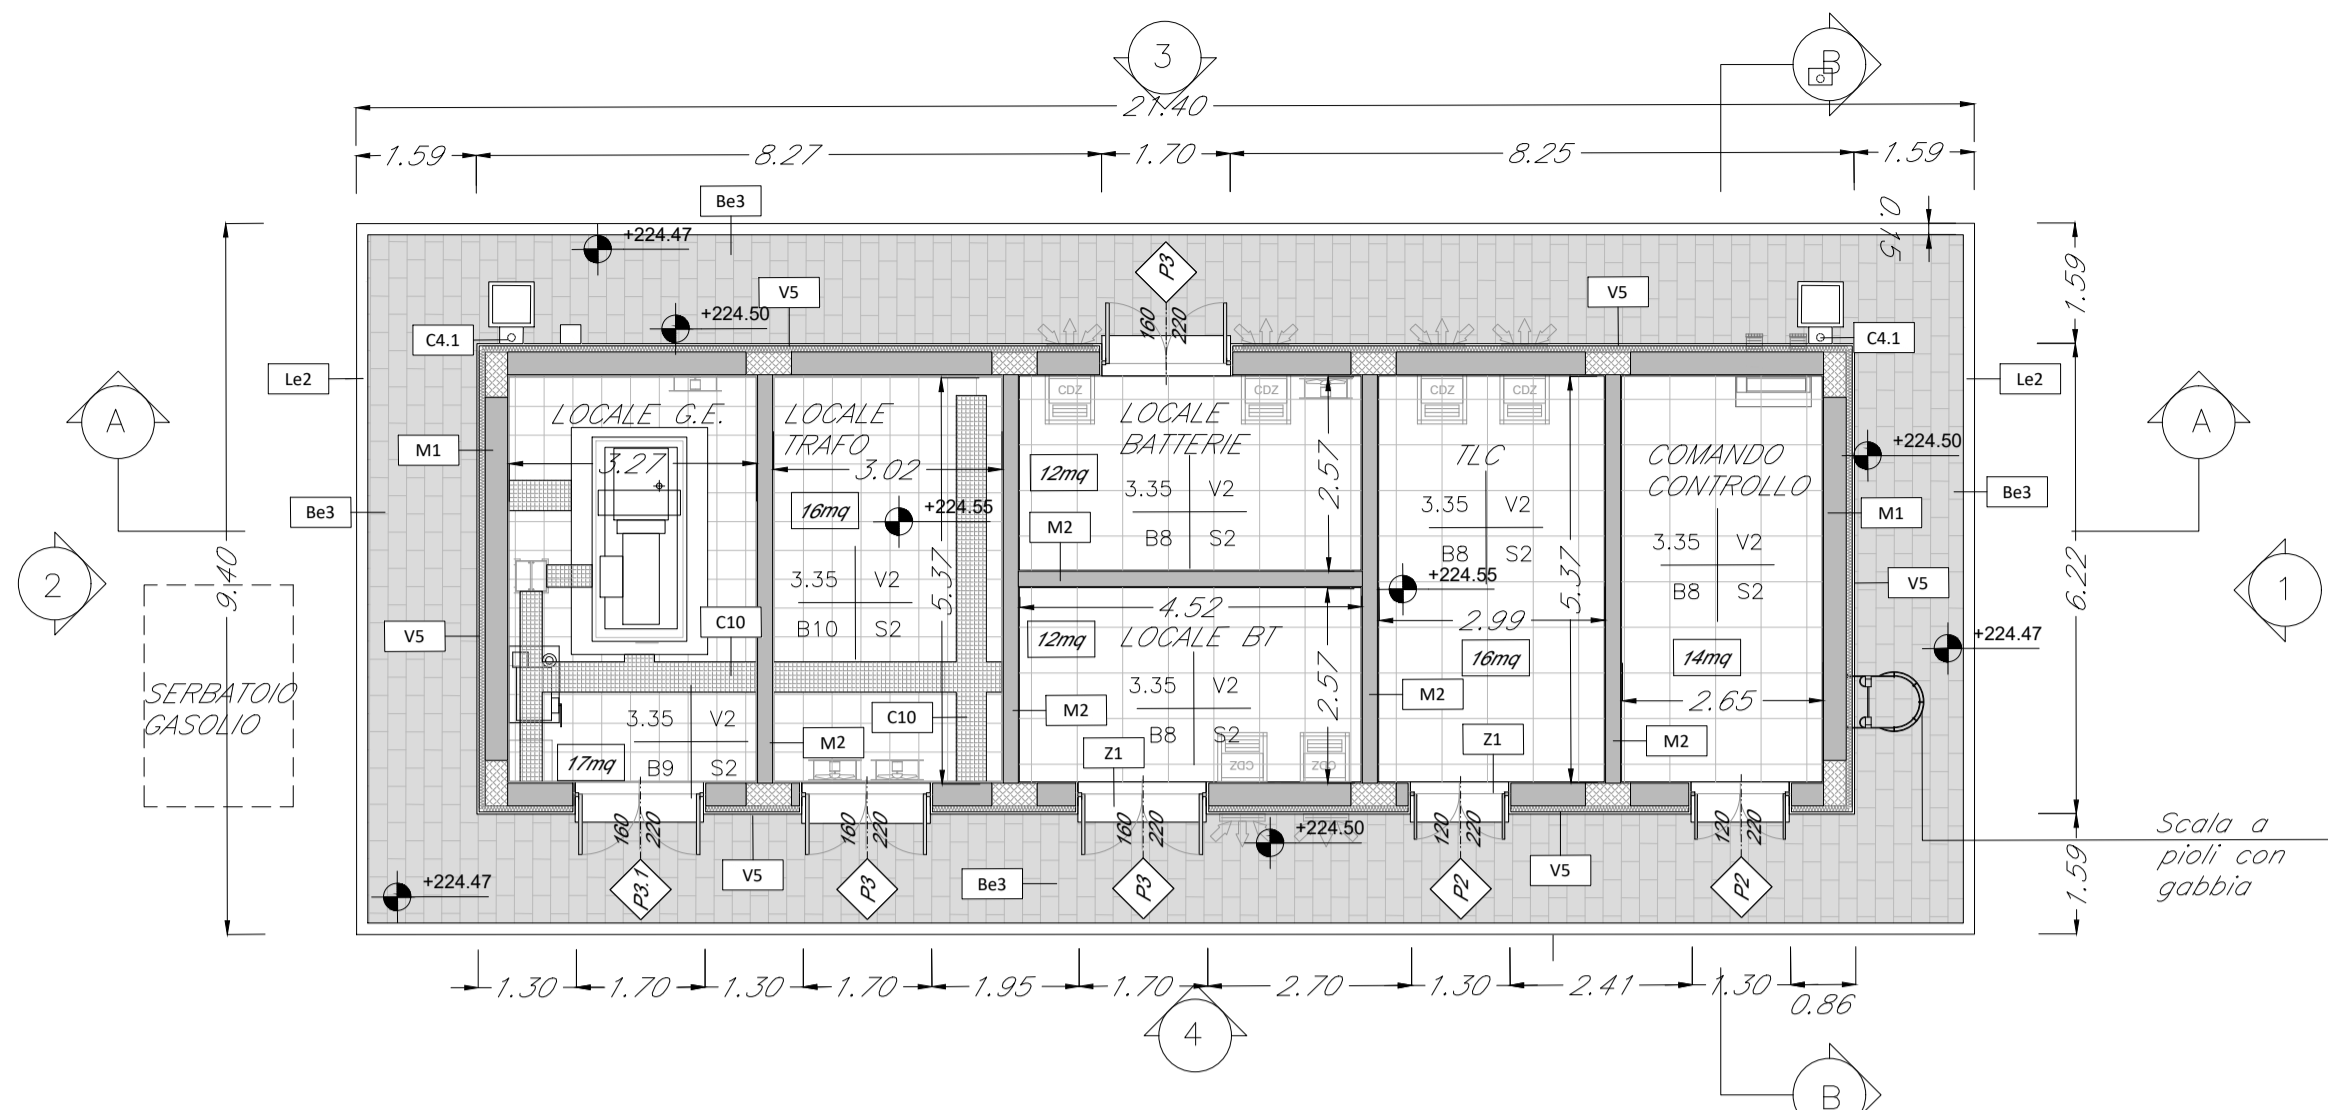 3
B
21.40
1.59
8.27
1.70
8.25
1.59
Be3
+224.47
0.15
P3
V5
V5
1.59
+224.50
160
220
C4.1
C4.1
Le2
Le2
A
A
CDZ
CDZ
CDZ
CDZ
LOCALE G.E.
LOCALE
TRAFO
LOCALE
BATTERIE
TLC
COMANDO
CONTROLLO
+224.50
M1
3.27
3.02
12mq
2.57
3.35
V2
B8
S2
3.35
V2
B8
S2
Be3
Be3
16mq
+224.55
M2
M1
3.35
V2
B8
S2
2
9.40
3.35
V2
B10
S2
5.37
+224.55
5.37
V5
6.22
1
4.52
2.99
V5
C10
12mq
LOCALE BT
16mq
14mq
+224.47
SERBATOIO
GASOLIO
3.35
V2
B8
S2
2.57
M2
2.65
C10
M2
3.35
V2
B9
S2
17mq
M2
Z1
Z1
M2
CDZ
CDZ
160
220
160
220
160
220
+224.50
120
220
120
220
Scala a
pioli con
gabbia
+224.47
P3.1
V5
P3
Be3
P3
P2
V5
P2
1.59
1.30
1.70
1.30
1.70
1.95
1.70
2.70
1.30
2.41
1.30
0.86
4
B